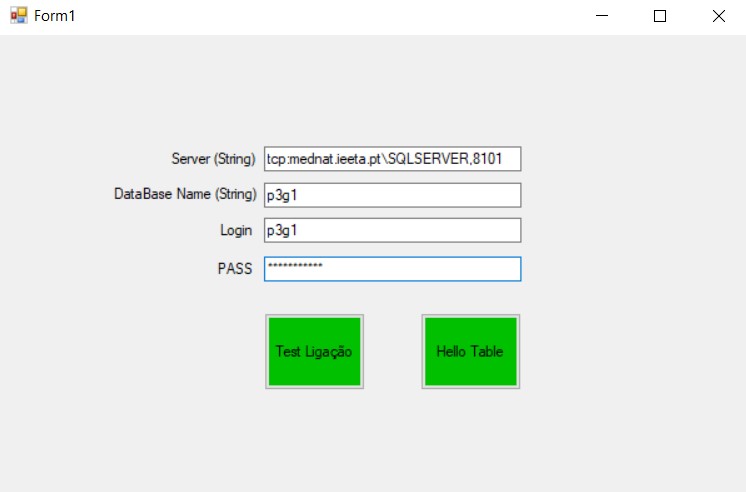 Form1
Server (String) tcp:mednat.ieeta.pt\SQLSERVER,8101
DataBase Name (String) p3g1
Login p3g1
PASS ***********
Test Ligação Hello Table